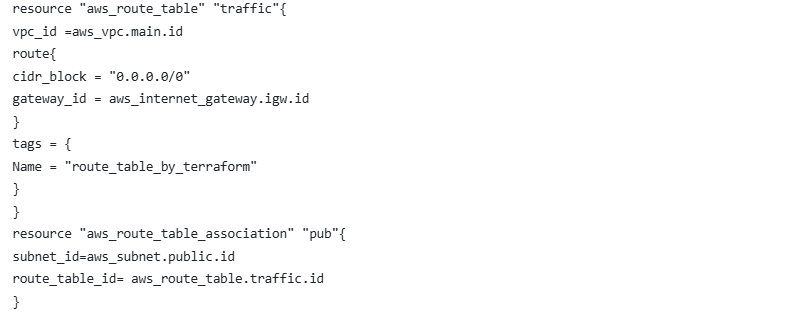 resource "aws_route_table" "traffic"{
vpc_id =aws_vpc.main.id
route{
cidr_block = "0.0.0.0/0"
gateway_id = aws_internet_gateway.igw.id
}
tags = {
Name = "route_table_by_terraform"
}
}
resource "aws_route_table_association" "pub"{
subnet_id=aws_subnet.public.id
route_table_id= aws_route_table.traffic.id
}